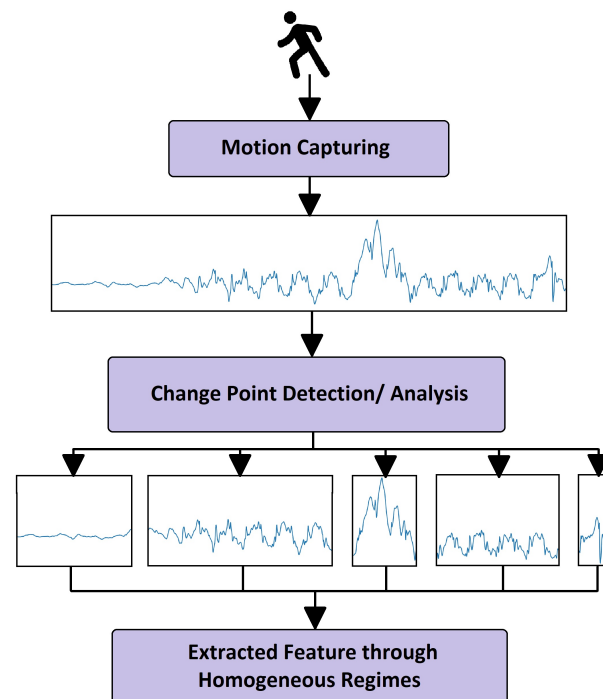 Motion Capturing
Change Point Detection/ Analysis
Extracted Feature through
Homogeneous Regimes